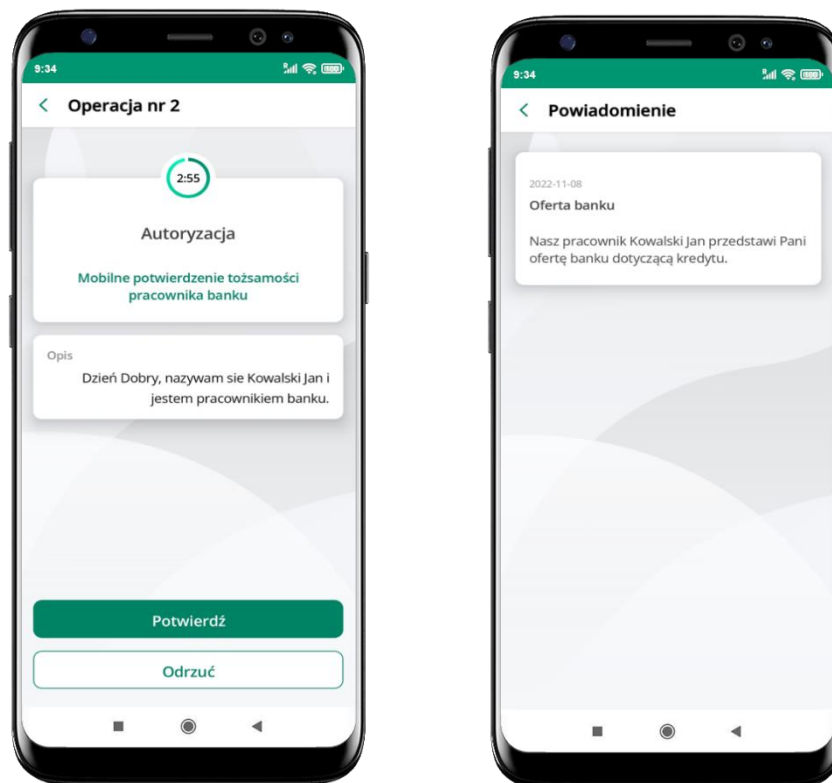 9:34
Operacja nr 2
2:55
Autoryzacja
Mobilne potwierdzenie tożsamości
pracownika banku
Opis
Dzień Dobry, nazywam sie Kowalski Jan i
jestem pracownikiem banku.
Potwierdź
Odrzuć
9:34
Powiadomienie
2022-11-08
Oferta banku
Nasz pracownik Kowalski Jan przedstawi Pani
ofertę banku dotyczącą kredytu.